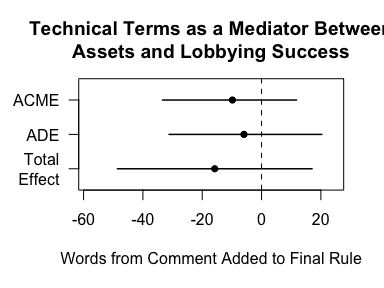 Technical Terms as a Mediator Betwee
Assets and Lobbying Success
ACME
ADE
Total
Effect
-60 -40 -20 0 20
Words from Comment Added to Final Rule